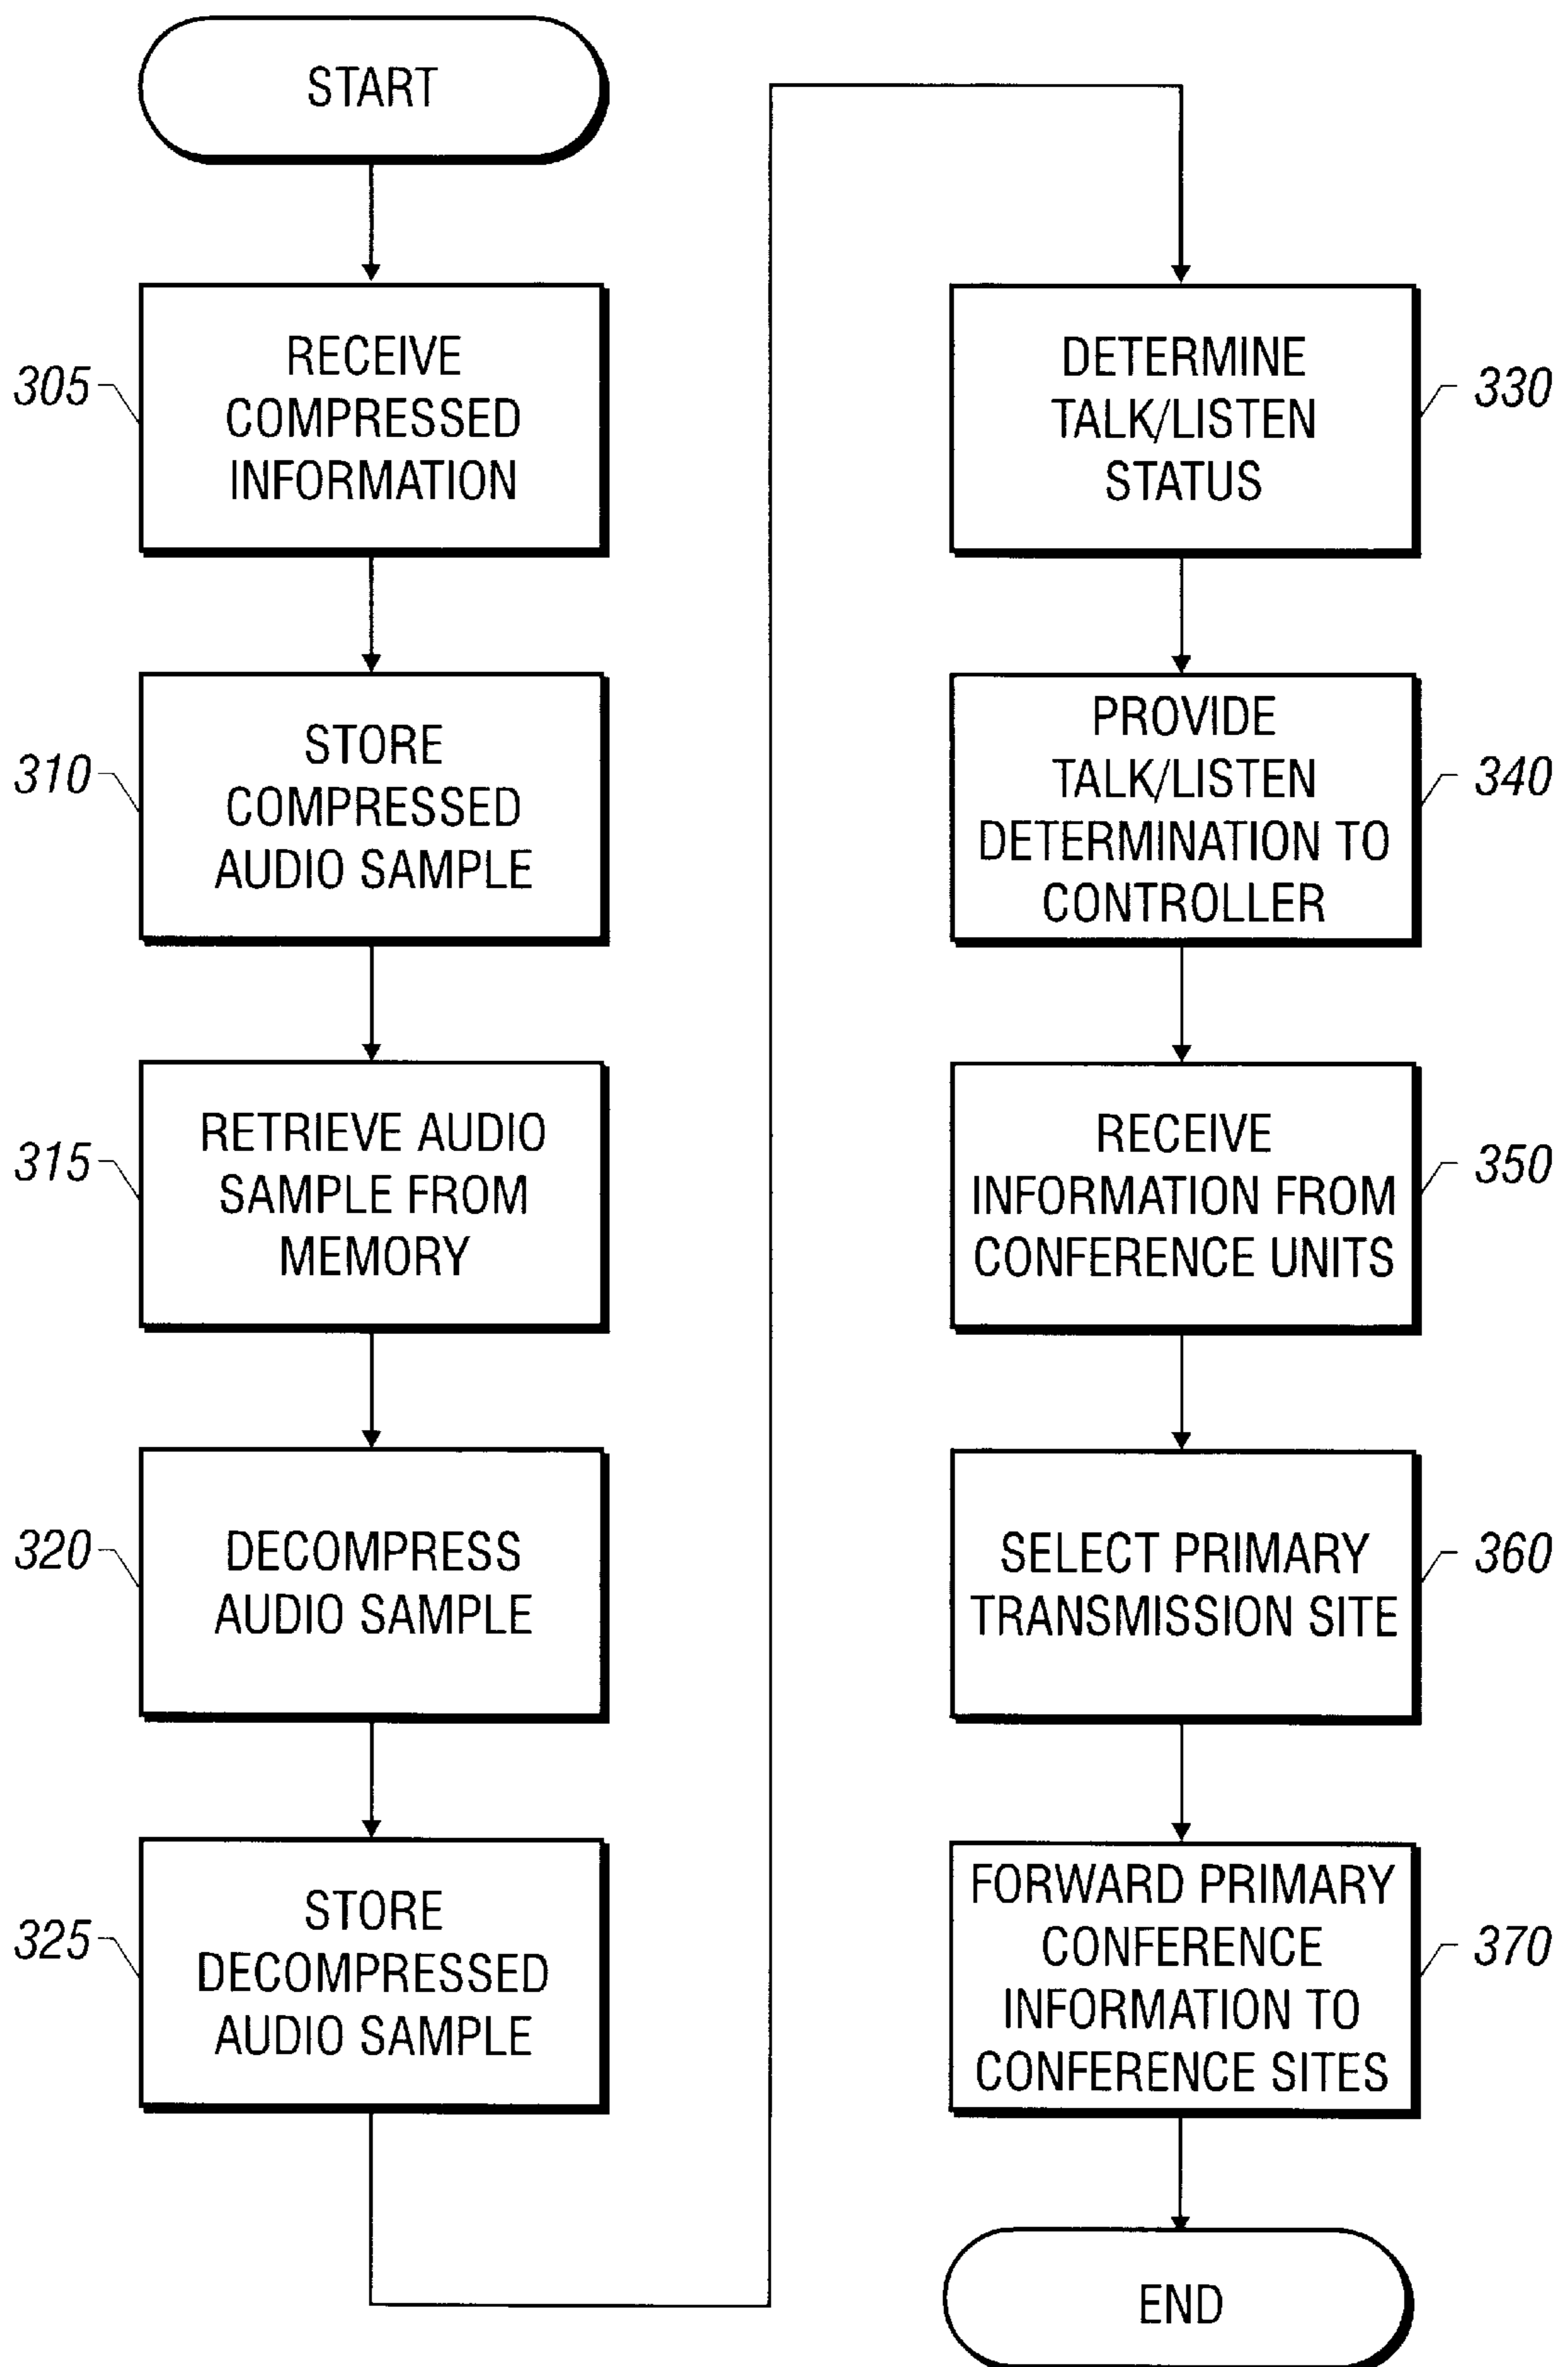 START
305
RECEIVE
COMPRESSED
INFORMATION
310
STORE
COMPRESSED
AUDIO SAMPLE
315
RETRIEVE AUDIO
SAMPLE FROM
MEMORY
320
DECOMPRESS
AUDIO SAMPLE
325
STORE
DECOMPRESSED
AUDIO SAMPLE
DETERMINE
TALK/LISTEN
STATUS
330
PROVIDE
TALK/LISTEN
DETERMINATION TO
CONTROLLER
340
RECEIVE
INFORMATION FROM
CONFERENCE UNITS
350
SELECT PRIMARY
TRANSMISSION SITE
360
FORWARD PRIMARY
CONFERENCE
INFORMATION TO
CONFERENCE SITES
370
END